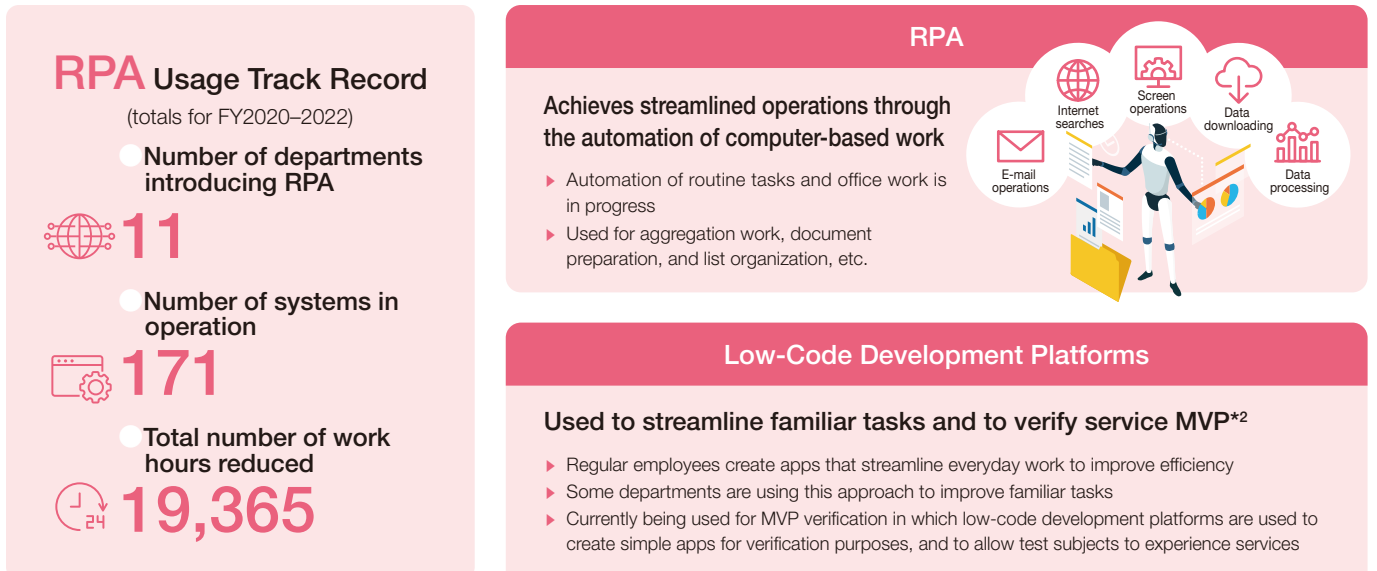 RPA Usage Track Record
(totals for FY2020–2022)
Number of departments
introducing RPA
11
Number of systems in
operation
171
Total number of work
hours reduced
24
19,365
RPA
Achieves streamlined operations through
the automation of computer-based work
▶ Automation of routine tasks and office work is
in progress
▶ Used for aggregation work, document
preparation, and list organization, etc.
E-mail
operations
Internet
searches
Screen
operations
Data
downloading
Data
processing
Low-Code Development Platforms
Used to streamline familiar tasks and to verify service MVP*2
▶ Regular employees create apps that streamline everyday work to improve efficiency
▶ Some departments are using this approach to improve familiar tasks
▶ Currently being used for MVP verification in which low-code development platforms are used to
create simple apps for verification purposes, and to allow test subjects to experience services